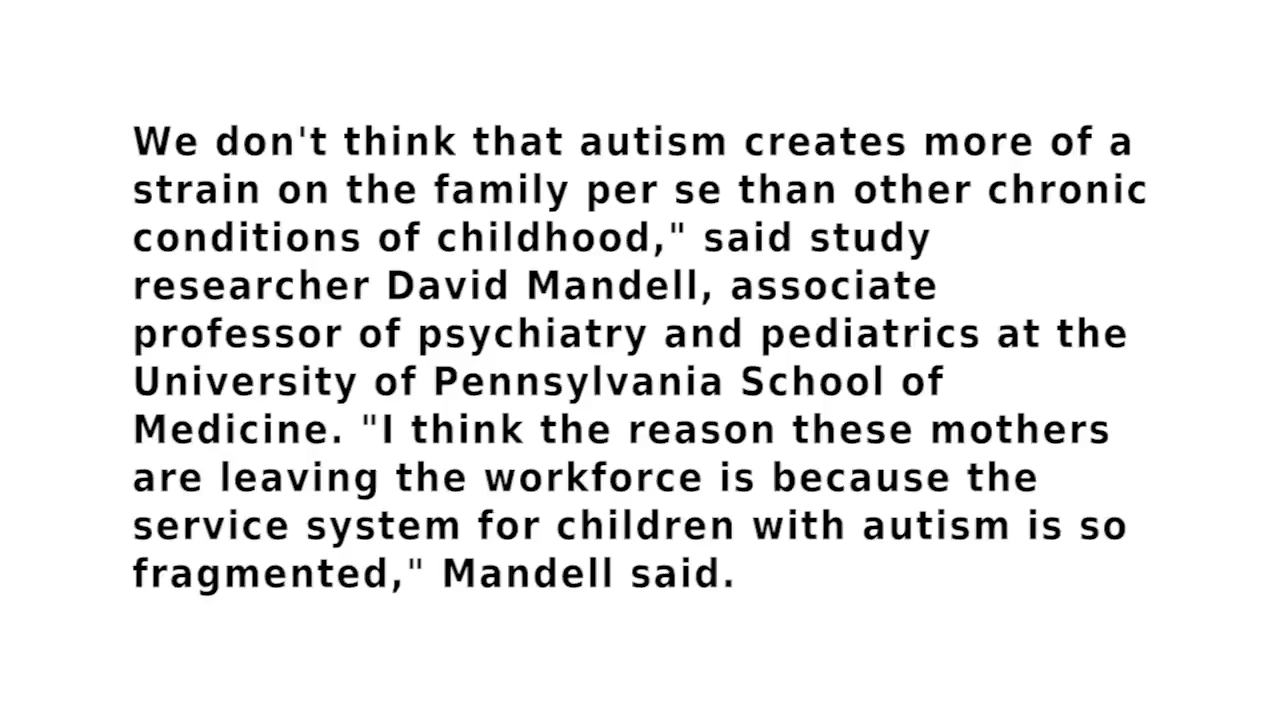 We don't think that autism creates more of a
strain on the family per se than other chronic
conditions of childhood," said study
researcher David Mandell, associate
professor of psychiatry and pediatrics at the
University of Pennsylvania School of
Medicine. "I think the reason these mothers
are leaving the workforce is because the
service system for children with autism is so
fragmented," Mandell said.